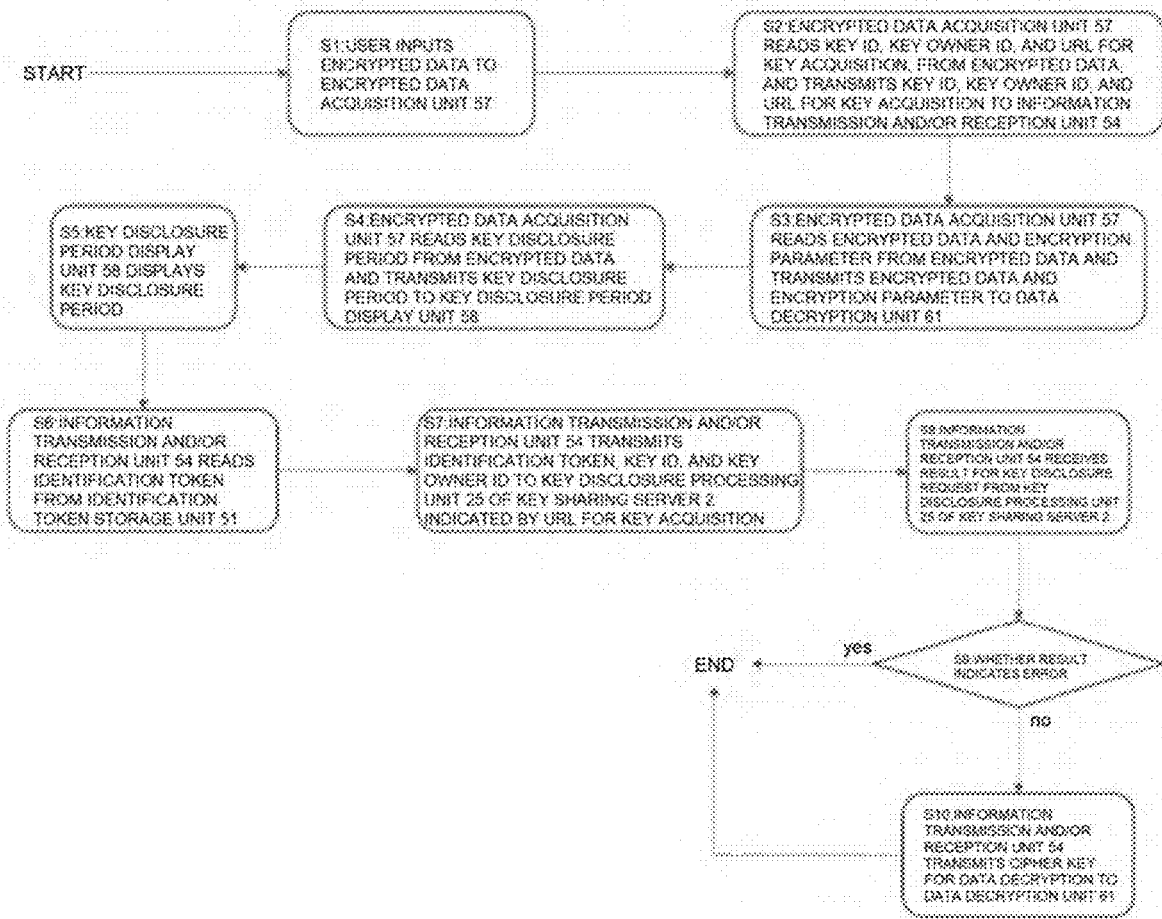 START
S1:USER INPUTS
ENCRYPTED DATA TO
ENCRYPTED DATA
ACQUISITION UNIT 57
S2:ENCRYPTED DATA ACQUISITION UNIT 57
READS KEY ID, KEY OWNER ID, AND URL FOR
KEY ACQUISITION, FROM ENCRYPTED DATA,
AND TRANSMITS KEY ID, KEY OWNER ID, AND
URL FOR KEY ACQUISITION TO INFORMATION
TRANSMISSION AND/OR RECEPTION UNIT 54
S3:ENCRYPTED DATA ACQUISITION UNIT 57
READS ENCRYPTED DATA AND ENCRYPTION
PARAMETER FROM ENCRYPTED DATA AND
TRANSMITS ENCRYPTED DATA AND
ENCRYPTION PARAMETER TO DATA
DECRYPTION UNIT 61
S4:ENCRYPTED DATA ACQUISITION
UNIT 57 READS KEY DISCLOSURE
PERIOD FROM ENCRYPTED DATA
AND TRANSMITS KEY DISCLOSURE
PERIOD TO KEY DISCLOSURE PERIOD
DISPLAY UNIT 58
S5:KEY DISCLOSURE
PERIOD DISPLAY
UNIT 58 DISPLAYS
KEY DISCLOSURE
PERIOD
S6:INFORMATION
TRANSMISSION AND/OR
RECEPTION UNIT 54 READS
IDENTIFICATION TOKEN
FROM IDENTIFICATION
TOKEN STORAGE UNIT 51
S7:INFORMATION TRANSMISSION AND/OR
RECEPTION UNIT 54 TRANSMITS
IDENTIFICATION TOKEN, KEY ID, AND KEY
OWNER ID TO KEY DISCLOSURE PROCESSING
UNIT 25 OF KEY SHARING SERVER 2
INDICATED BY URL FOR KEY ACQUISITION
S8:INFORMATION
TRANSMISSION AND/OR
RECEPTION UNIT 54 RECEIVES
RESULT FOR KEY DISCLOSURE
REQUEST FROM KEY
DISCLOSURE PROCESSING UNIT
25 OF KEY SHARING SERVER 2
S9:WHETHER RESULT
INDICATES ERROR
yes
END
no
S10:INFORMATION
TRANSMISSION AND/OR
RECEPTION UNIT 54
TRANSMITS CIPHER KEY
FOR DATA DECRYPTION TO
DATA DECRYPTION UNIT 61